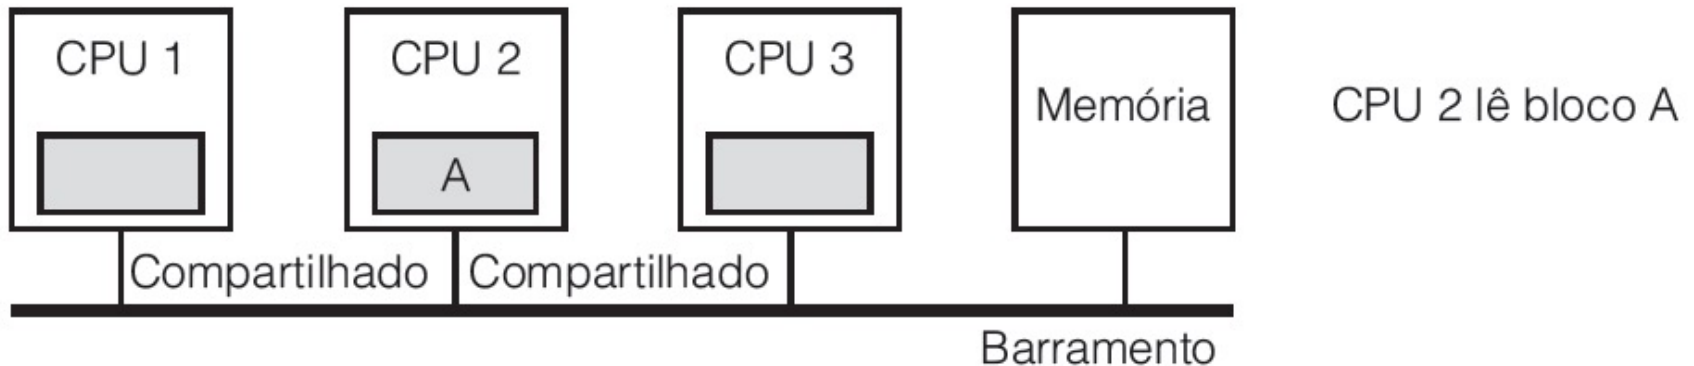 CPU 1
CPU 2
CPU 3
Memória
CPU 2 lê bloco A
A
Compartilhado
Compartilhado
Barramento